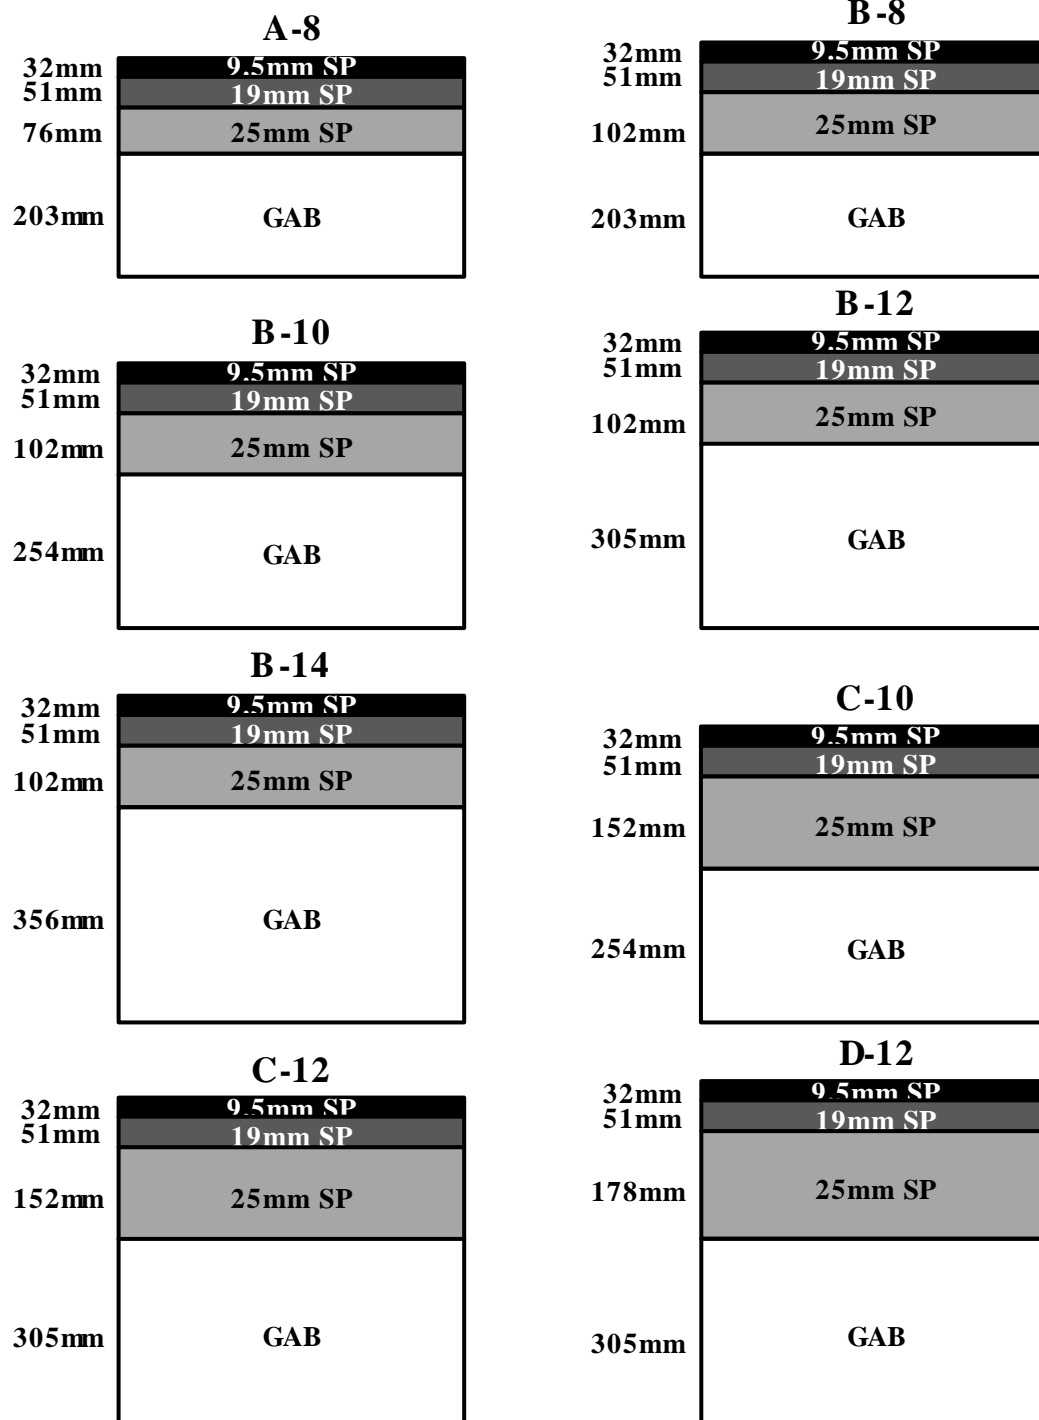 A-8
32mm 9.5mm SP
51mm 19mm SP
76mm 25mm SP
203mm GAB
B-8
32mm 9.5mm SP
51mm 19mm SP
102mm 25mm SP
203mm GAB
B-10
32mm 9.5mm SP
51mm 19mm SP
102mm 25mm SP
254mm GAB
B-12
32mm 9.5mm SP
51mm 19mm SP
102mm 25mm SP
305mm GAB
B-14
32mm 9.5mm SP
51mm 19mm SP
102mm 25mm SP
356mm GAB
C-10
32mm 9.5mm SP
51mm 19mm SP
152mm 25mm SP
254mm GAB
C-12
32mm 9.5mm SP
51mm 19mm SP
152mm 25mm SP
305mm GAB
D-12
32mm 9.5mm SP
51mm 19mm SP
178mm 25mm SP
305mm GAB